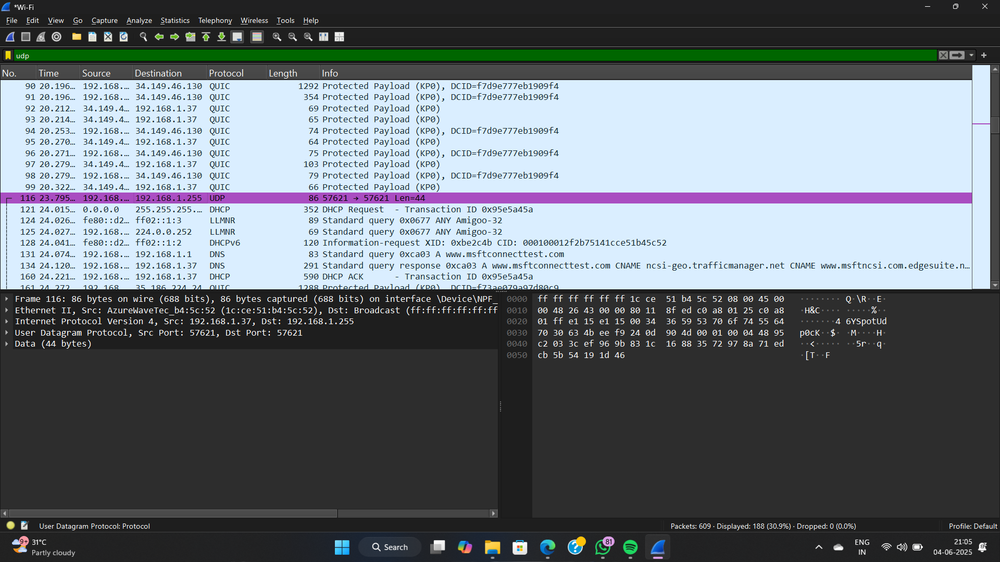 *Wi-Fi
File Edit View Go Capture Analyze Statistics Telephony Wireless Tools Help
udp
No. Time Source Destination Protocol Length Info
90 20.196… 192.168.… 34.149.46.130 QUIC 1292 Protected Payload (KP0), DCID=f7d9e777eb1909f4
91 20.196… 192.168.… 34.149.46.130 QUIC 354 Protected Payload (KP0), DCID=f7d9e777eb1909f4
92 20.212… 34.149.4… 192.168.1.37 QUIC 69 Protected Payload (KP0)
93 20.214… 34.149.4… 192.168.1.37 QUIC 65 Protected Payload (KP0)
94 20.253… 192.168.… 34.149.46.130 QUIC 74 Protected Payload (KP0), DCID=f7d9e777eb1909f4
95 20.270… 34.149.4… 192.168.1.37 QUIC 64 Protected Payload (KP0)
96 20.271… 192.168.… 34.149.46.130 QUIC 75 Protected Payload (KP0), DCID=f7d9e777eb1909f4
97 20.279… 34.149.4… 192.168.1.37 QUIC 103 Protected Payload (KP0)
98 20.279… 192.168.… 34.149.46.130 QUIC 79 Protected Payload (KP0), DCID=f7d9e777eb1909f4
99 20.322… 34.149.4… 192.168.1.37 QUIC 66 Protected Payload (KP0)
116 23.795… 192.168.… 192.168.1.255 UDP 86 57621 → 57621 Len=44
121 24.015… 0.0.0.0 255.255.255.… DHCP 352 DHCP Request - Transaction ID 0x95e5a45a
124 24.026… fe80::d2… ff02::1:3 LLMNR 89 Standard query 0x0677 ANY Amigoo-32
125 24.027… 192.168.… 224.0.0.252 LLMNR 69 Standard query 0x0677 ANY Amigoo-32
128 24.041… fe80::d2… ff02::1:2 DHCPv6 120 Information-request XID: 0xbe2c4b CID: 000100012f2b75141cce51b45c52
131 24.074… 192.168.… 192.168.1.1 DNS 83 Standard query 0xca03 A www.msftconnecttest.com
134 24.120… 192.168.… 192.168.1.37 DNS 291 Standard query response 0xca03 A www.msftconnecttest.com CNAME ncsi-geo.trafficmanager.net CNAME www.msftncsi.com.edgesuite.n…
160 24.221… 192.168.… 192.168.1.37 DHCP 590 DHCP ACK - Transaction ID 0x95e5a45a
161 24.272 192.168 35.186.224.24 QUIC 1288 Protected Payload (KP0), DCID=f73ae079a97d80c9
Frame 116: 86 bytes on wire (688 bits), 86 bytes captured (688 bits) on interface \Device\NPF_
Ethernet II, Src: AzureWaveTec_b4:5c:52 (1c:ce:51:b4:5c:52), Dst: Broadcast (ff:ff:ff:ff:ff:ff
Internet Protocol Version 4, Src: 192.168.1.37, Dst: 192.168.1.255
User Datagram Protocol, Src Port: 57621, Dst Port: 57621
Data (44 bytes)
0000 ff ff ff ff ff ff 1c ce 51 b4 5c 52 08 00 45 00 ········ Q·\R··E·
0010 00 48 26 43 00 00 80 11 8f ed c0 a8 01 25 c0 a8 ·H&C···· ·····%··
0020 01 ff e1 15 e1 15 00 34 36 59 53 70 6f 74 55 64 ·······4 6YSpotUd
0030 70 30 63 4b ee f9 24 0d 90 4d 00 01 00 04 48 95 p0cK··$· ·M····H·
0040 c2 03 3c ef 96 9b 83 1c 16 88 35 72 97 8a 71 ed ··<····· ··5r··q·
0050 cb 5b 54 19 1d 46 ·[T··F
User Datagram Protocol: Protocol
Packets: 609 · Displayed: 188 (30.9%) · Dropped: 0 (0.0%)
Profile: Default
9+
31°C
Partly cloudy
Search
81
ENG
IN
21:05
04-06-2025